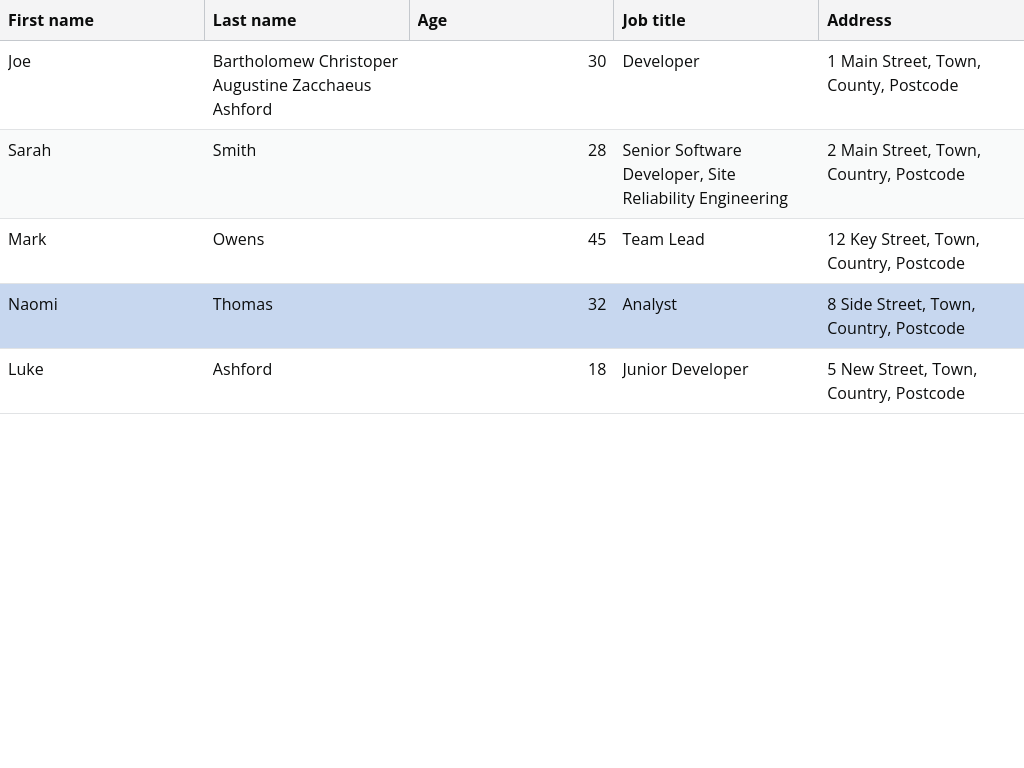 First name Last name Age Job title Address
Joe Bartholomew Christoper 30 Developer 1 Main Street, Town,
Augustine Zacchaeus County, Postcode
Ashford
Sarah Smith 28 Senior Software 2 Main Street, Town,
Developer, Site Country, Postcode
Reliability Engineering
Mark Owens 45 Team Lead 12 Key Street, Town,
Country, Postcode
Naomi Thomas 32 Analyst 8 Side Street, Town,
Country, Postcode
Luke Ashford 18 Junior Developer 5 New Street, Town,
Country, Postcode